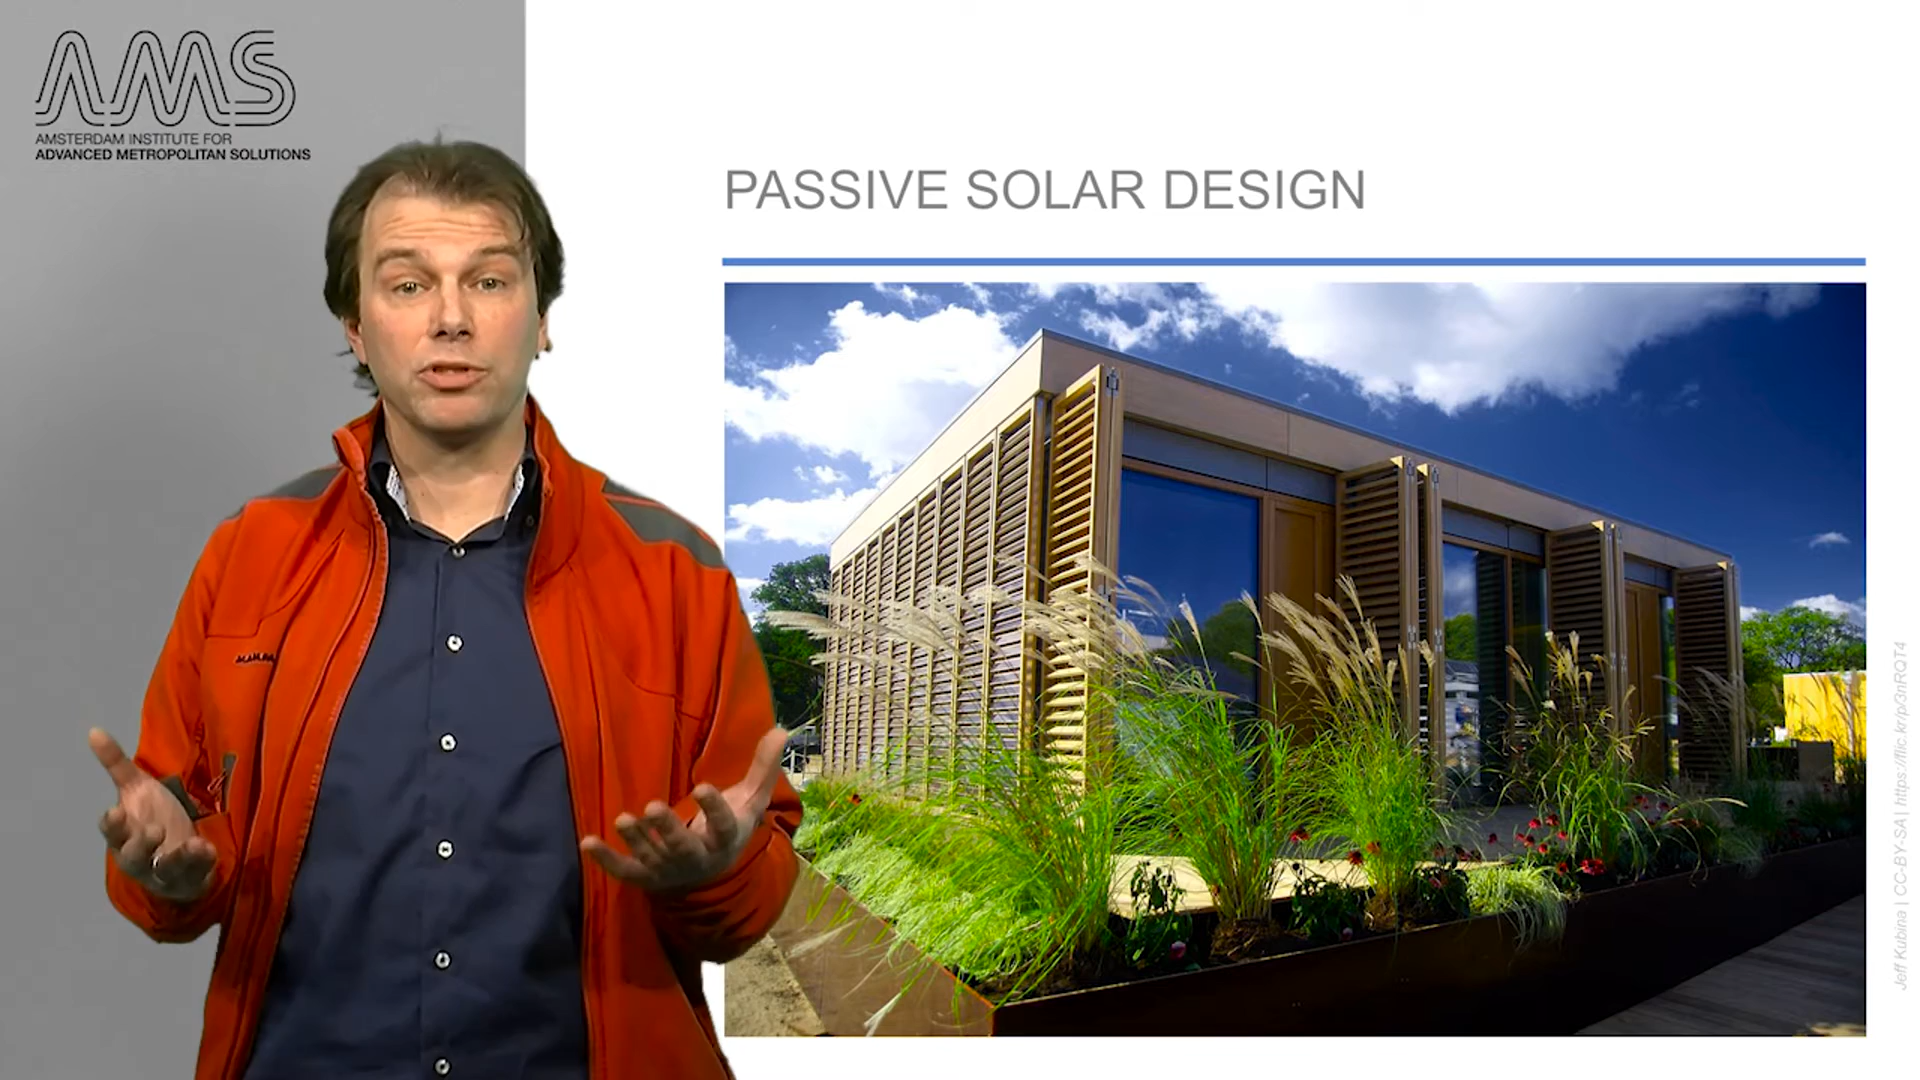 AMS
AMSTERDAM INSTITUTE FOR
ADVANCED METROPOLITAN SOLUTIONS
PASSIVE SOLAR DESIGN
Jeff Kubina | CC-BY-SA | https://flic.kr/p/3nRQT4